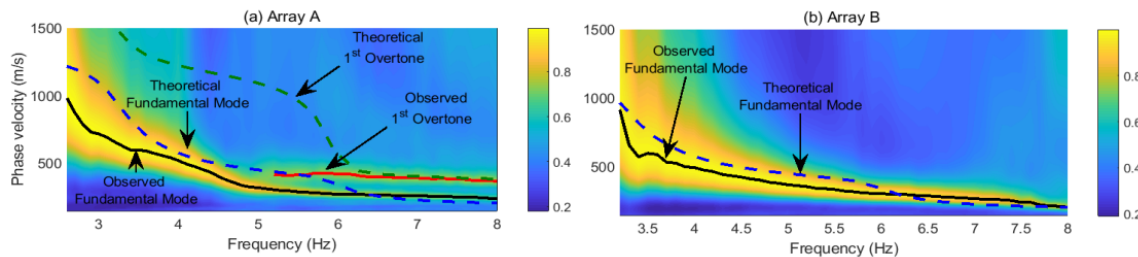 (a) Array A
Phase velocity (m/s)
1500
1000
500
3
4
5
6
7
8
Frequency (Hz)
Theoretical
1st Overtone
Theoretical
Fundamental Mode
Observed
1st Overtone
Observed
Fundamental Mode
0.8
0.6
0.4
0.2
(b) Array B
1500
1000
500
3.5
4
4.5
5
5.5
6
6.5
7
7.5
8
Frequency (Hz)
Observed
Fundamental Mode
Theoretical
Fundamental Mode
0.8
0.6
0.4
0.2